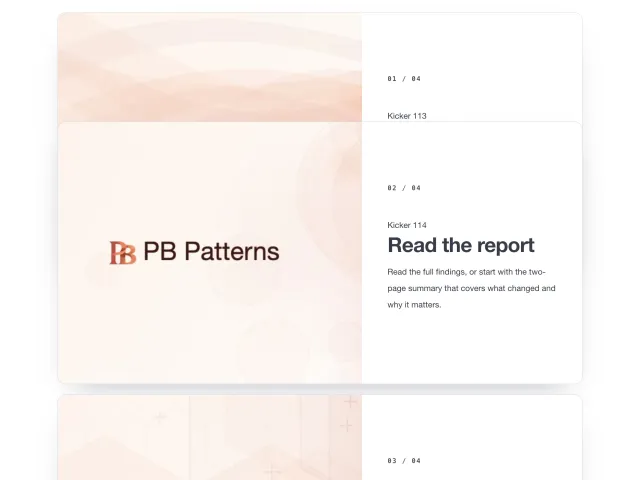 01 / 04
Kicker 113
02 / 04
Kicker 114
PB PB Patterns
Read the report
Read the full findings, or start with the two-
page summary that covers what changed and
why it matters.
03 / 04